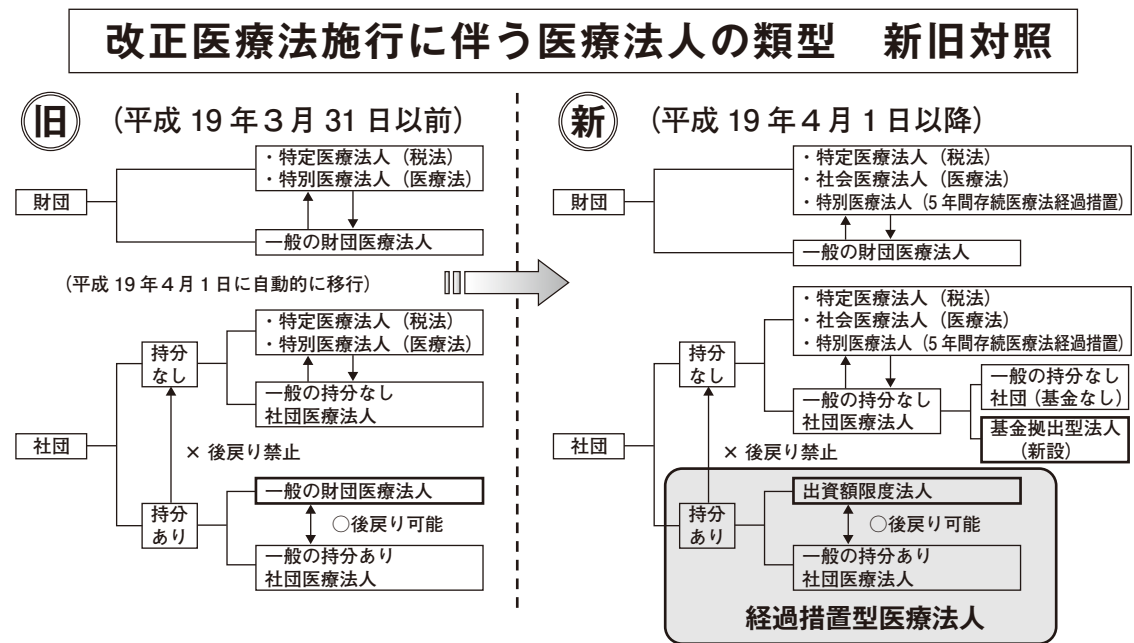 改正医療法施行に伴う医療法人の類型　新旧対照
旧
（平成 19 年３月 31 日以前）
財団
・特定医療法人（税法）
・特別医療法人（医療法）
一般の財団医療法人
（平成 19 年４月１日に自動的に移行）
社団
持分
なし
・特定医療法人（税法）
・特別医療法人（医療法）
一般の持分なし
社団医療法人
× 後戻り禁止
持分
あり
一般の財団医療法人
○後戻り可能
一般の持分あり
社団医療法人
新
（平成 19 年４月１日以降）
財団
・特定医療法人（税法）
・社会医療法人（医療法）
・特別医療法人（5 年間存続医療法経過措置）
一般の財団医療法人
社団
持分
なし
・特定医療法人（税法）
・社会医療法人（医療法）
・特別医療法人（5 年間存続医療法経過措置）
一般の持分なし
社団医療法人
一般の持分なし
社団（基金なし）
基金拠出型法人
（新設）
× 後戻り禁止
持分
あり
出資額限度法人
○後戻り可能
一般の持分あり
社団医療法人
経過措置型医療法人